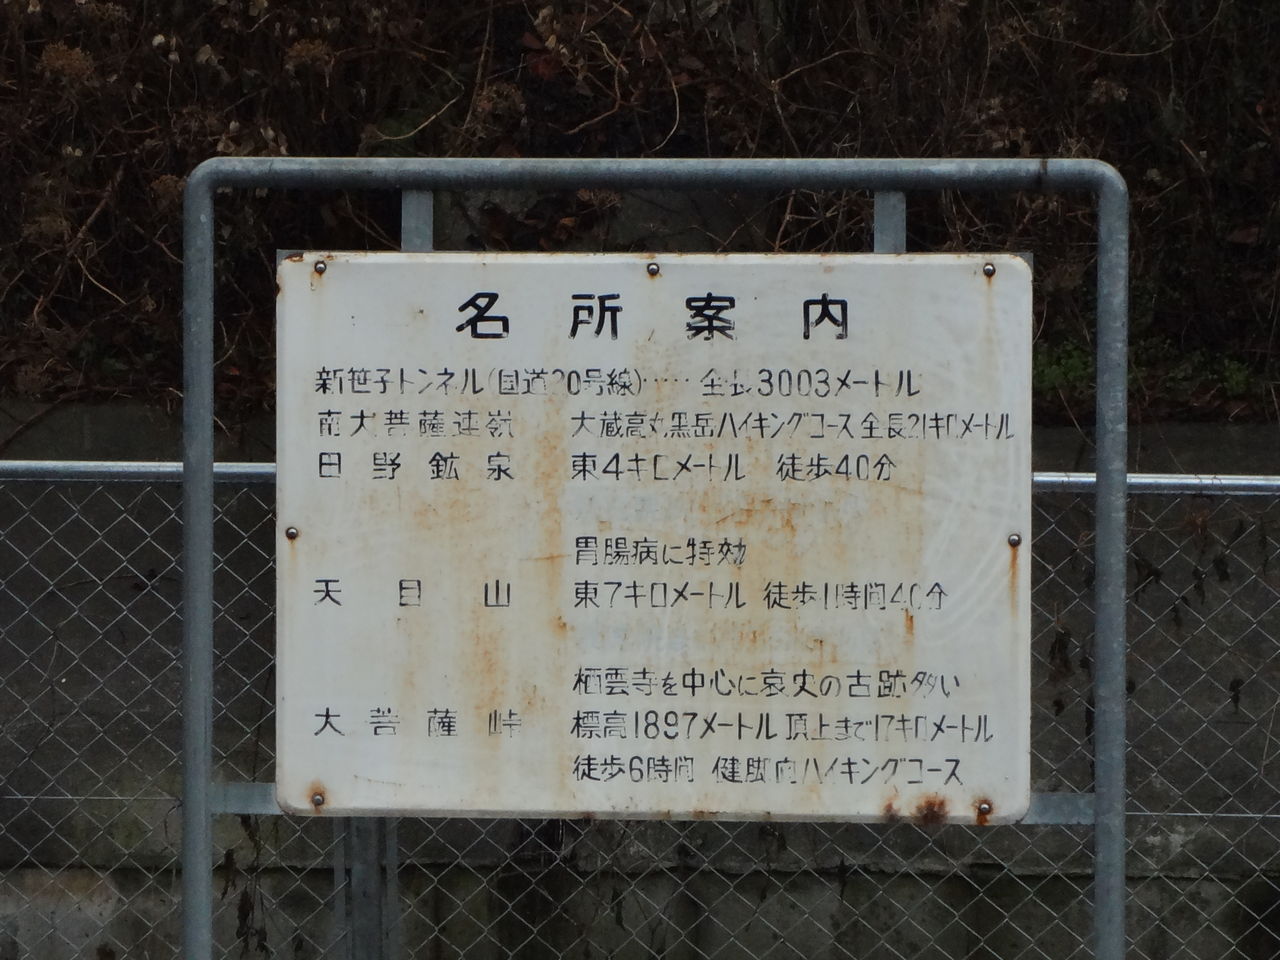 名所案内
新笹子トンネル(国道20号線)…… 全長3003メートル
南大菩薩連嶺 大蔵高丸黒岳ハイキングコース全長21キロメートル
田野鉱泉 東4キロメートル 徒歩40分
胃腸病に特効
天目山 東7キロメートル 徒歩1時間40分
栖雲寺を中心に哀史の古跡多い
大菩薩峠 標高1897メートル 頂上まで17キロメートル
徒歩6時間 健脚向ハイキングコース